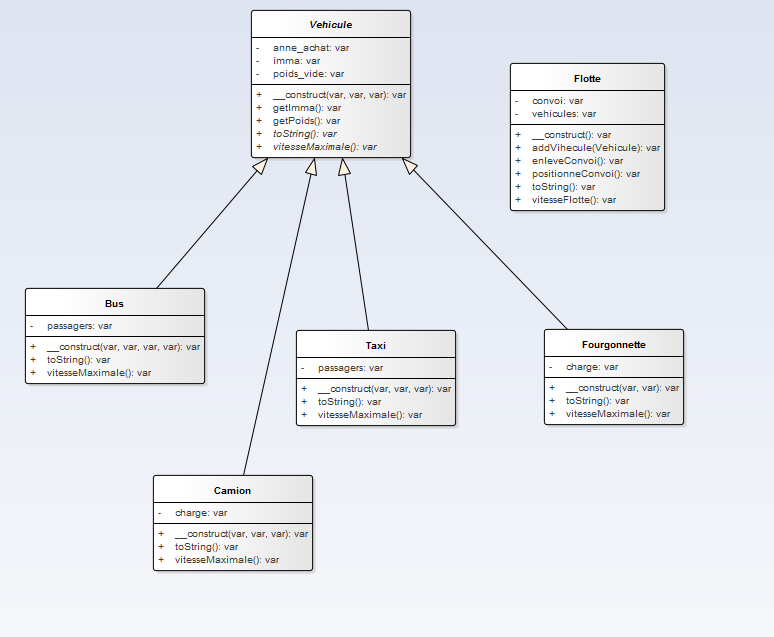 Vehicule
- anne_achat: var
- imma: var
- poids_vide: var
+ __construct(var, var, var): var
+ getImma(): var
+ getPoids(): var
+ toString(): var
+ vitesseMaximale(): var
Flotte
- convoi: var
- vehicules: var
+ __construct(): var
+ addVihecule(Vehicule): var
+ enleveConvoi(): var
+ positionneConvoi(): var
+ toString(): var
+ vitesseFlotte(): var
Bus
- passagers: var
+ __construct(var, var, var, var): var
+ toString(): var
+ vitesseMaximale(): var
Taxi
- passagers: var
+ __construct(var, var, var): var
+ toString(): var
+ vitesseMaximale(): var
Fourgonnette
- charge: var
+ __construct(var, var): var
+ toString(): var
+ vitesseMaximale(): var
Camion
- charge: var
+ __construct(var, var, var): var
+ toString(): var
+ vitesseMaximale(): var